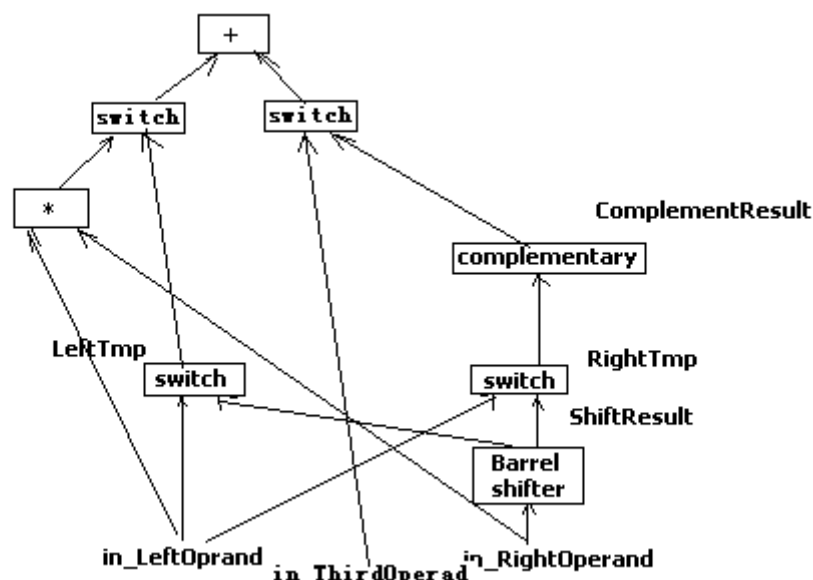 +
switch
switch
*
ComplementResult
complementary
LeftTmp
RightTmp
switch
switch
ShiftResult
Barrel
shifter
in_LeftOprand
in_RightOperand
in_ThirdOperad